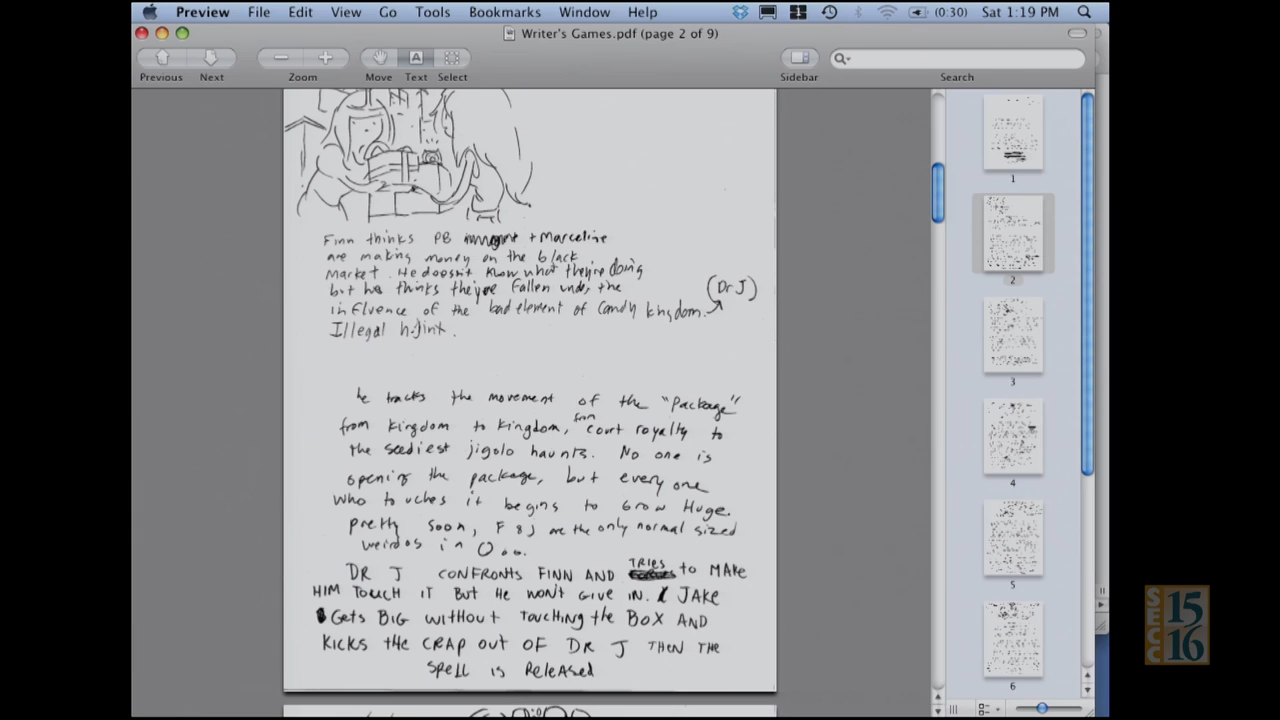 Preview File Edit View Go Tools Bookmarks Window Help (0:30) Sat 1:19 PM
Writer's Games.pdf (page 2 of 9)
Previous Next Zoom Move Text Select Sidebar Search
Finn thinks PB + Marceline
are making money on the black
market. He doesn't know what they're doing
but he thinks they're fallen under the
influence of the bad element of Candy kingdom.
(Dr J)
Illegal
he tracks the movement of the "package"
from kingdom to kingdom, from court royalty to
the seediest jigolo haunts. No one is
opening the package, but every one
who touches it begins to Grow Huge.
pretty soon, F & J are the only normal sized
weirdos in Ooo.
DR J CONFRONTS FINN AND TRIES to MAKE
HIM TOUCH IT BUT HE WON'T GIVE IN. JAKE
Gets BIG without touching the BOX AND
KICKS the CRAP OUT OF DR J THEN THE
SPELL is Released
1
2
3
4
5
6
SECC
15
16